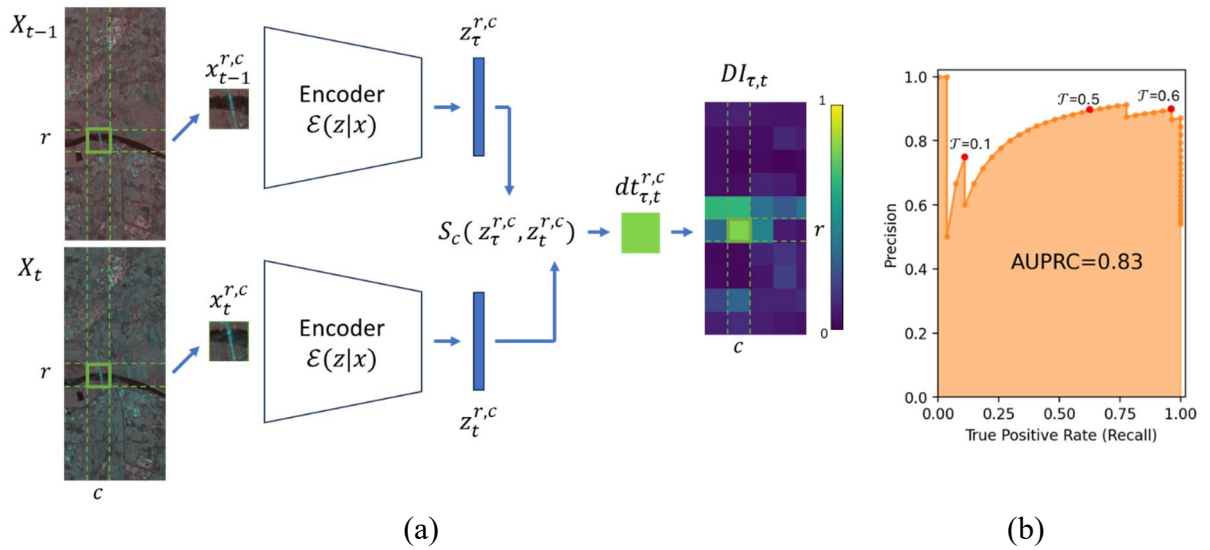 X_{t-1}
r
x_{t-1}^{r,c}
Encoder
ℰ(z|x)
z_τ^{r,c}
X_t
r
c
x_t^{r,c}
Encoder
ℰ(z|x)
z_t^{r,c}
S_c( z_τ^{r,c}, z_t^{r,c})
dt_{τ,t}^{r,c}
DI_{τ,t}
1
0
r
c
(a)
1.0
0.8
0.6
0.4
0.2
0.0
Precision
𝒯=0.1
𝒯=0.5
𝒯=0.6
AUPRC=0.83
0.00 0.25 0.50 0.75 1.00
True Positive Rate (Recall)
(b)